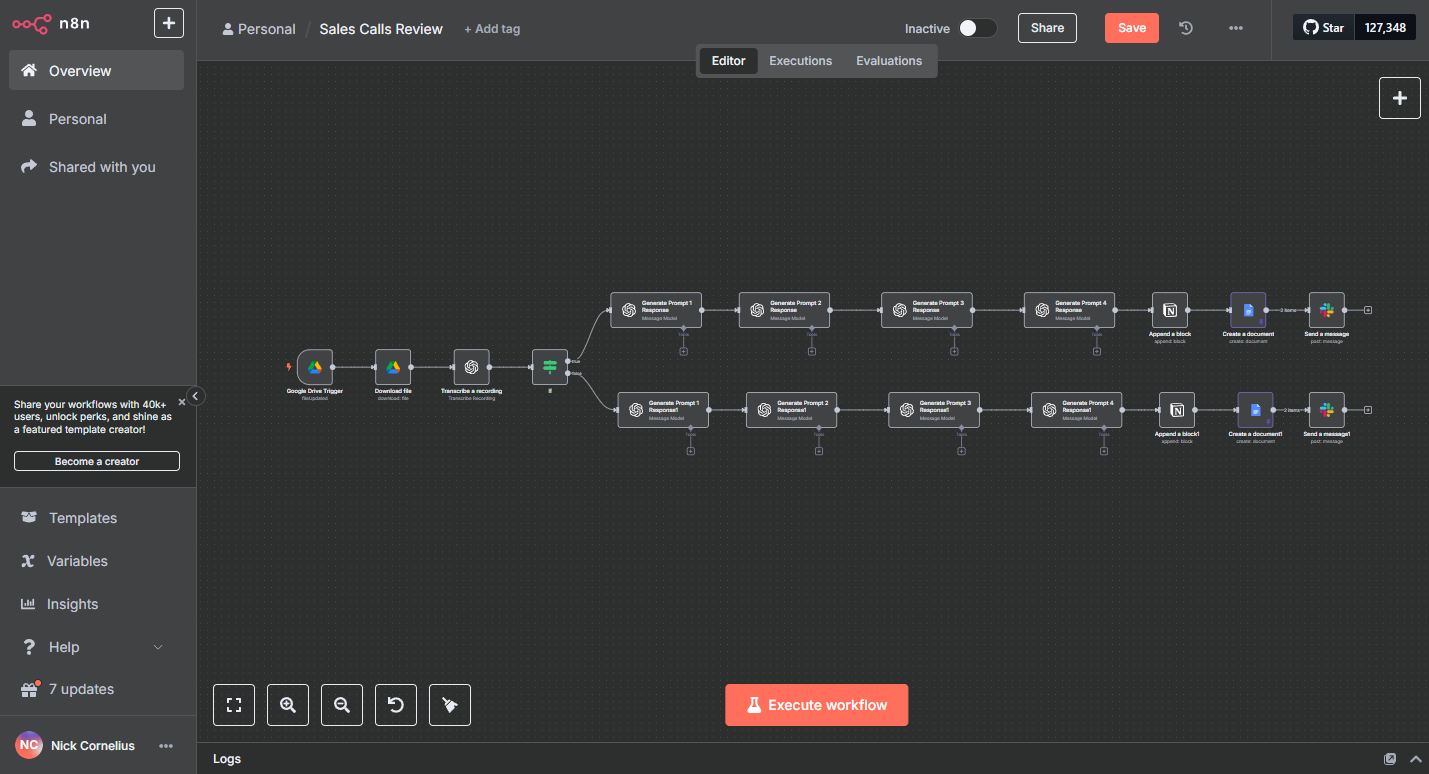 n8n
Personal / Sales Calls Review + Add tag
Inactive
Share
Save
Star 127,348
Editor Executions Evaluations
Overview
Personal
Shared with you
Generate Prompt 1
Response
Message Model
Tools
Generate Prompt 2
Response
Message Model
Tools
Generate Prompt 3
Response
Message Model
Tools
Generate Prompt 4
Response
Message Model
Tools
Append a block
append: block
Create a document
create: document
2 items
Send a message
post: message
Google Drive Trigger
fileUpdated
Download file
download: file
Transcribe a recording
Transcribe Recording
If
true
false
Generate Prompt 1
Response1
Message Model
Tools
Generate Prompt 2
Response1
Message Model
Tools
Generate Prompt 3
Response1
Message Model
Tools
Generate Prompt 4
Response1
Message Model
Tools
Append a block1
append: block
Create a document1
create: document
2 items
Send a message1
post: message
Share your workflows with 40k+
users, unlock perks, and shine as
a featured template creator!
Become a creator
Templates
Variables
Insights
Help
7 updates
NC Nick Cornelius
Execute workflow
Logs